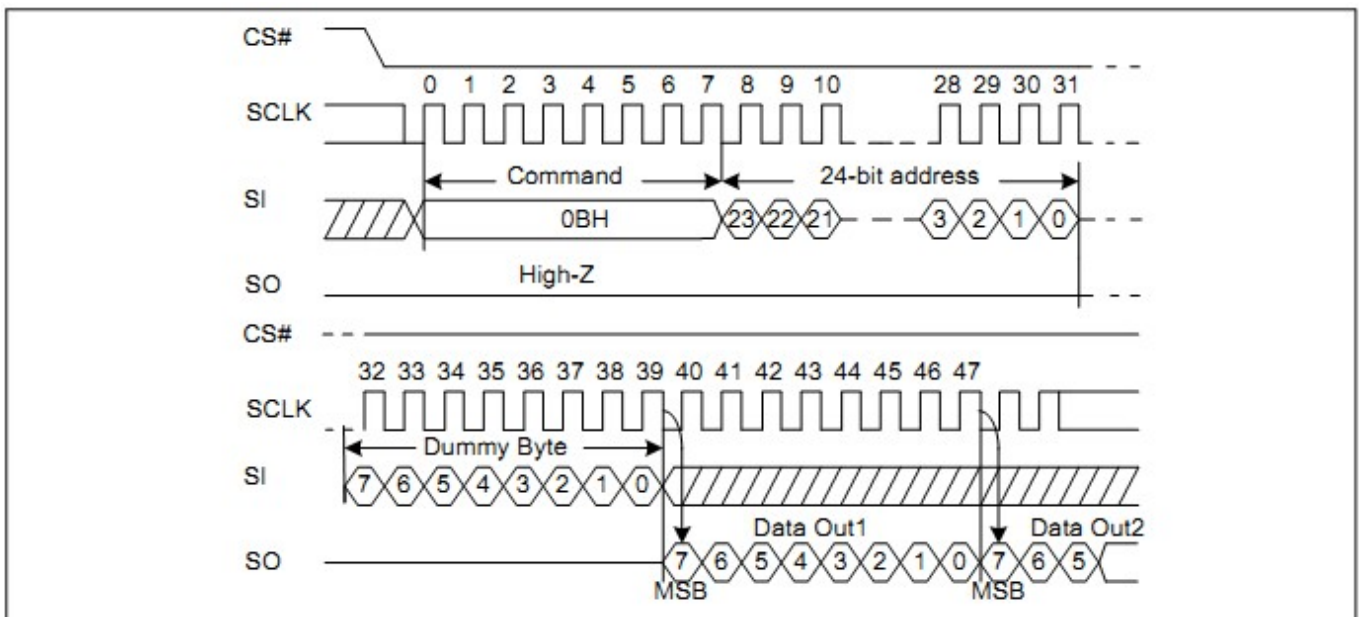 CS#
0 1 2 3 4 5 6 7 8 9 10 28 29 30 31
SCLK
Command 24-bit address
SI
0BH 23 22 21 3 2 1 0
High-Z
SO
CS#
32 33 34 35 36 37 38 39 40 41 42 43 44 45 46 47
SCLK
Dummy Byte
SI
7 6 5 4 3 2 1 0
Data Out1 Data Out2
SO
7 6 5 4 3 2 1 0 7 6 5
MSB MSB